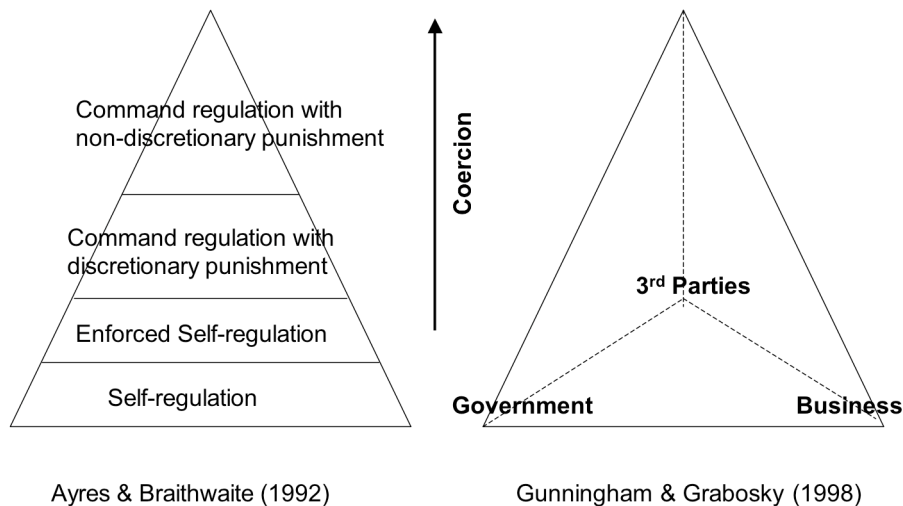 Command regulation with
non-discretionary punishment
Command regulation with
discretionary punishment
Enforced Self-regulation
Self-regulation
Ayres & Braithwaite (1992)
Coercion
3rd Parties
Government
Business
Gunningham & Grabosky (1998)